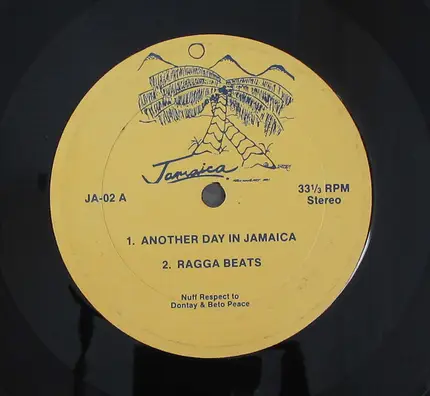 Jamaica
JA-02 A
33⅓ RPM
Stereo
1. ANOTHER DAY IN JAMAICA
2. RAGGA BEATS
Nuff Respect to
Dontay & Beto Peace